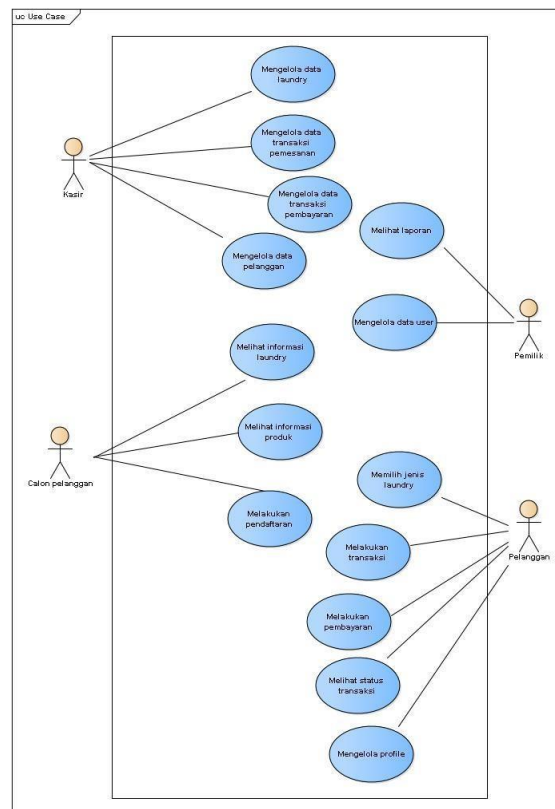 uc Use Case
Mengelola data
laundry
Mengelola data
transaksi
pemesanan
Kasir
Mengelola data
transaksi
pembayaran
Melihat laporan
Mengelola data
pelanggan
Mengelola data user
Pemilik
Melihat informasi
laundry
Melihat informasi
produk
Calon pelanggan
Memilih jenis
laundry
Melakukan
pendaftaran
Melakukan
transaksi
Pelanggan
Melakukan
pembayaran
Melihat status
transaksi
Mengelola profile